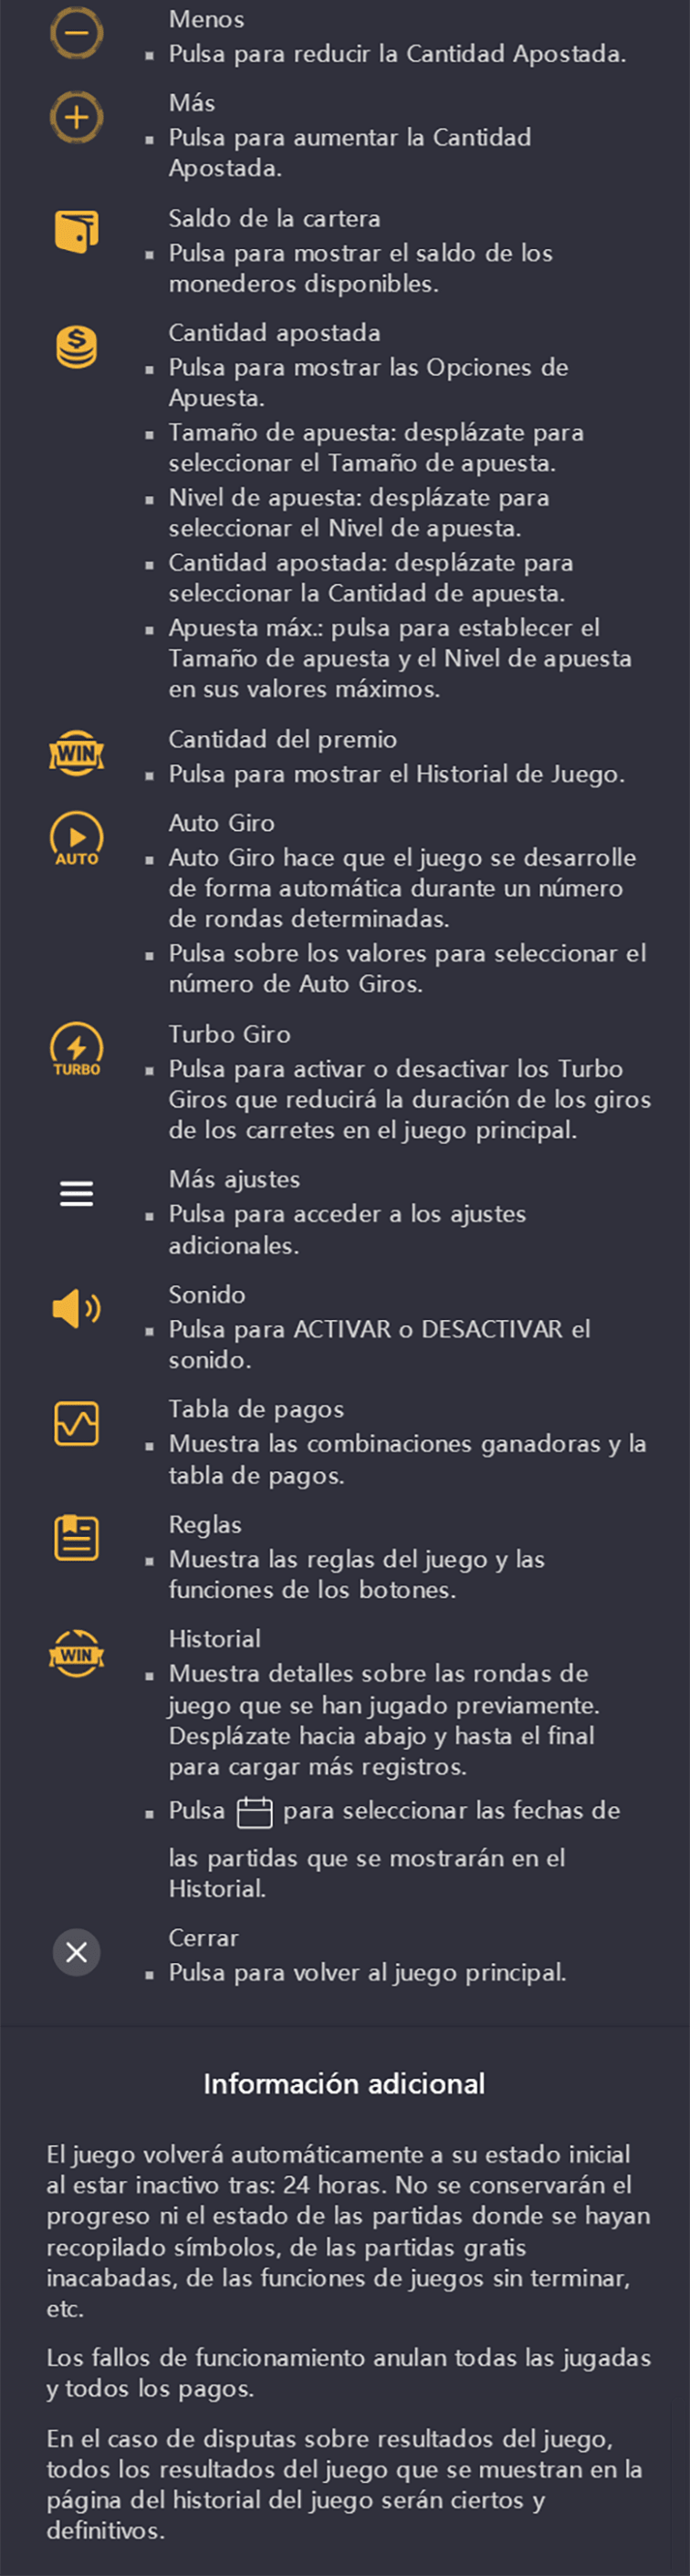 Menos
▪ Pulsa para reducir la Cantidad Apostada.
Más
▪ Pulsa para aumentar la Cantidad
Apostada.
Saldo de la cartera
▪ Pulsa para mostrar el saldo de los
monederos disponibles.
$
Cantidad apostada
▪ Pulsa para mostrar las Opciones de
Apuesta.
▪ Tamaño de apuesta: desplázate para
seleccionar el Tamaño de apuesta.
▪ Nivel de apuesta: desplázate para
seleccionar el Nivel de apuesta.
▪ Cantidad apostada: desplázate para
seleccionar la Cantidad de apuesta.
▪ Apuesta máx.: pulsa para establecer el
Tamaño de apuesta y el Nivel de apuesta
en sus valores máximos.
WIN
Cantidad del premio
▪ Pulsa para mostrar el Historial de Juego.
AUTO
Auto Giro
▪ Auto Giro hace que el juego se desarrolle
de forma automática durante un número
de rondas determinadas.
▪ Pulsa sobre los valores para seleccionar el
número de Auto Giros.
TURBO
Turbo Giro
▪ Pulsa para activar o desactivar los Turbo
Giros que reducirá la duración de los giros
de los carretes en el juego principal.
Más ajustes
▪ Pulsa para acceder a los ajustes
adicionales.
Sonido
▪ Pulsa para ACTIVAR o DESACTIVAR el
sonido.
Tabla de pagos
▪ Muestra las combinaciones ganadoras y la
tabla de pagos.
Reglas
▪ Muestra las reglas del juego y las
funciones de los botones.
WIN
Historial
▪ Muestra detalles sobre las rondas de
juego que se han jugado previamente.
Desplázate hacia abajo y hasta el final
para cargar más registros.
▪ Pulsa para seleccionar las fechas de
las partidas que se mostrarán en el
Historial.
Cerrar
▪ Pulsa para volver al juego principal.
Información adicional
El juego volverá automáticamente a su estado inicial
al estar inactivo tras: 24 horas. No se conservarán el
progreso ni el estado de las partidas donde se hayan
recopilado símbolos, de las partidas gratis
inacabadas, de las funciones de juegos sin terminar,
etc.
Los fallos de funcionamiento anulan todas las jugadas
y todos los pagos.
En el caso de disputas sobre resultados del juego,
todos los resultados del juego que se muestran en la
página del historial del juego serán ciertos y
definitivos.